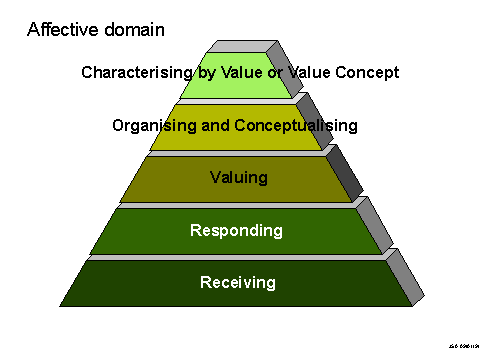 Affective domain
Characterising by Value or Value Concept
Organising and Conceptualising
Valuing
Responding
Receiving